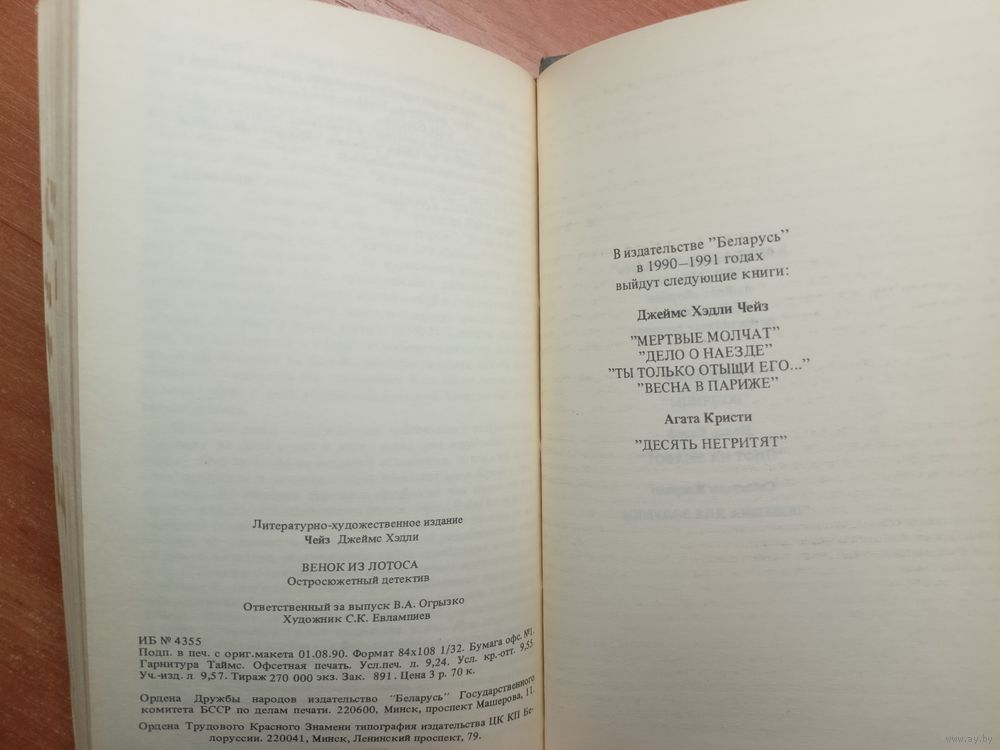 Литературно-художественное издание
Чейз Джеймс Хэдли
ВЕНОК ИЗ ЛОТОСА
Остросюжетный детектив
Ответственный за выпуск В.А. Огрызко
Художник С.К. Евлампиев
ИБ № 4355
Подп. в печ. с ориг.макета 01.08.90. Формат 84х108 1/32. Бумага офс. №1.
Гарнитура Таймс. Офсетная печать. Усл.печ. л. 9,24. Усл. кр.-отт. 9,55.
Уч.-изд. л 9,57. Тираж 270 000 экз. Зак. 891. Цена 3 р. 70 к.
Ордена Дружбы народов издательство "Беларусь" Государственного
комитета БССР по делам печати. 220600, Минск, проспект Машерова, 11.
Ордена Трудового Красного Знамени типография издательства ЦК КП Бе-
лоруссии. 220041, Минск, Ленинский проспект, 79.
В издательстве "Беларусь"
в 1990—1991 годах
выйдут следующие книги:
Джеймс Хэдли Чейз
"МЕРТВЫЕ МОЛЧАТ"
"ДЕЛО О НАЕЗДЕ"
"ТЫ ТОЛЬКО ОТЫЩИ ЕГО..."
"ВЕСНА В ПАРИЖЕ"
Агата Кристи
"ДЕСЯТЬ НЕГРИТЯТ"
www.ay.by